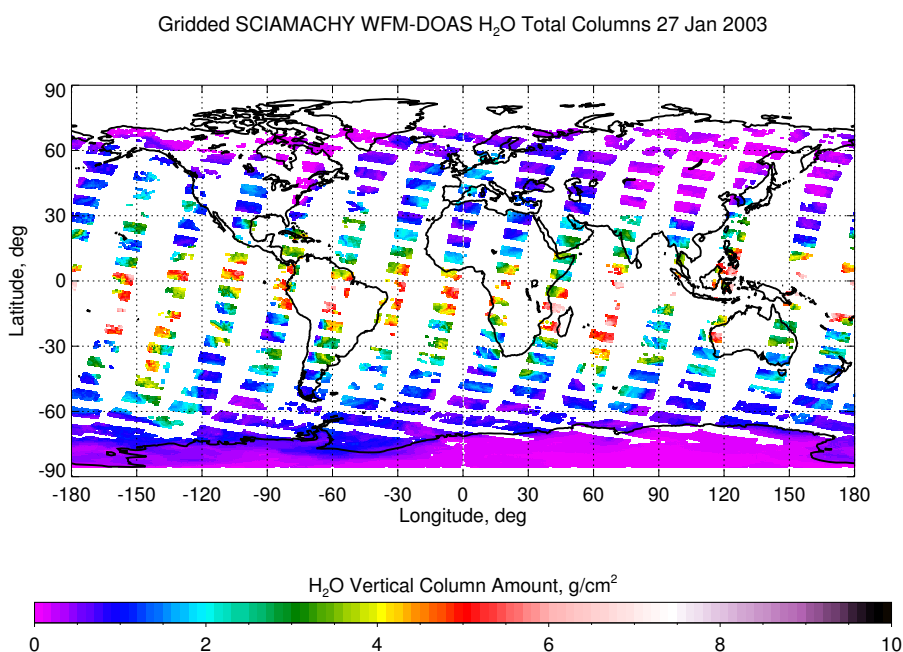 Gridded SCIAMACHY WFM-DOAS H₂O Total Columns 27 Jan 2003
90
60
30
0
-30
-60
-90
Latitude, deg
-180 -150 -120 -90 -60 -30 0 30 60 90 120 150 180
Longitude, deg
H₂O Vertical Column Amount, g/cm²
0 2 4 6 8 10